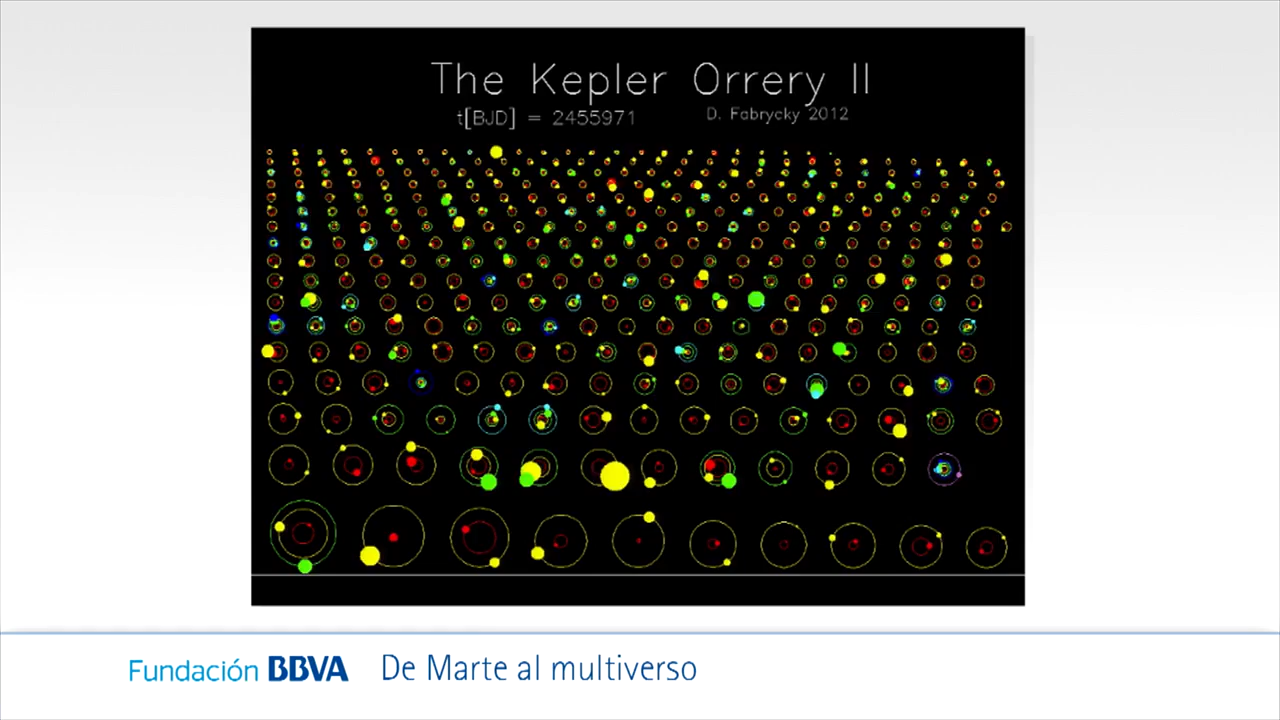 The Kepler Orrery II
t[BJD] = 2455971 D. Fabrycky 2012
Fundación BBVA De Marte al multiverso